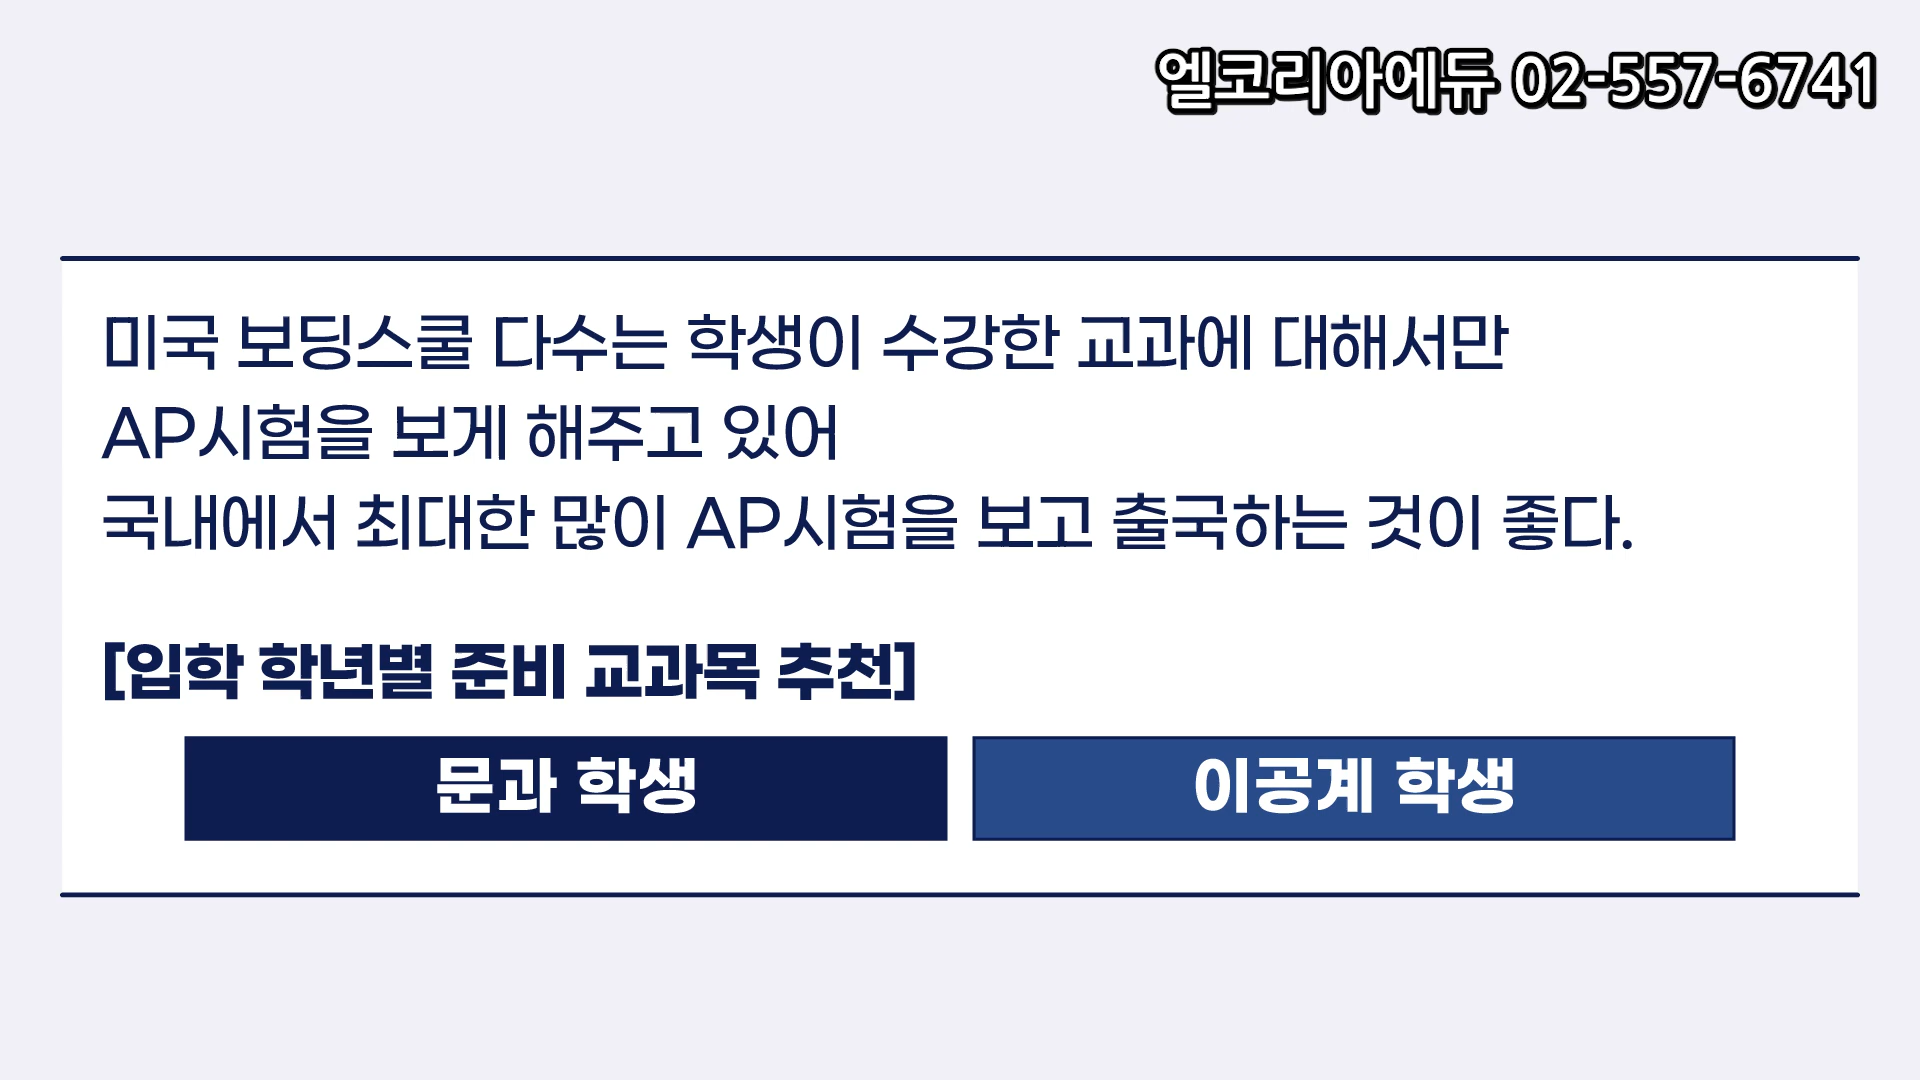 엘코리아에듀 02-557-6741
미국 보딩스쿨 다수는 학생이 수강한 교과에 대해서만
AP시험을 보게 해주고 있어
국내에서 최대한 많이 AP시험을 보고 출국하는 것이 좋다.
[입학 학년별 준비 교과목 추천]
문과 학생
이공계 학생